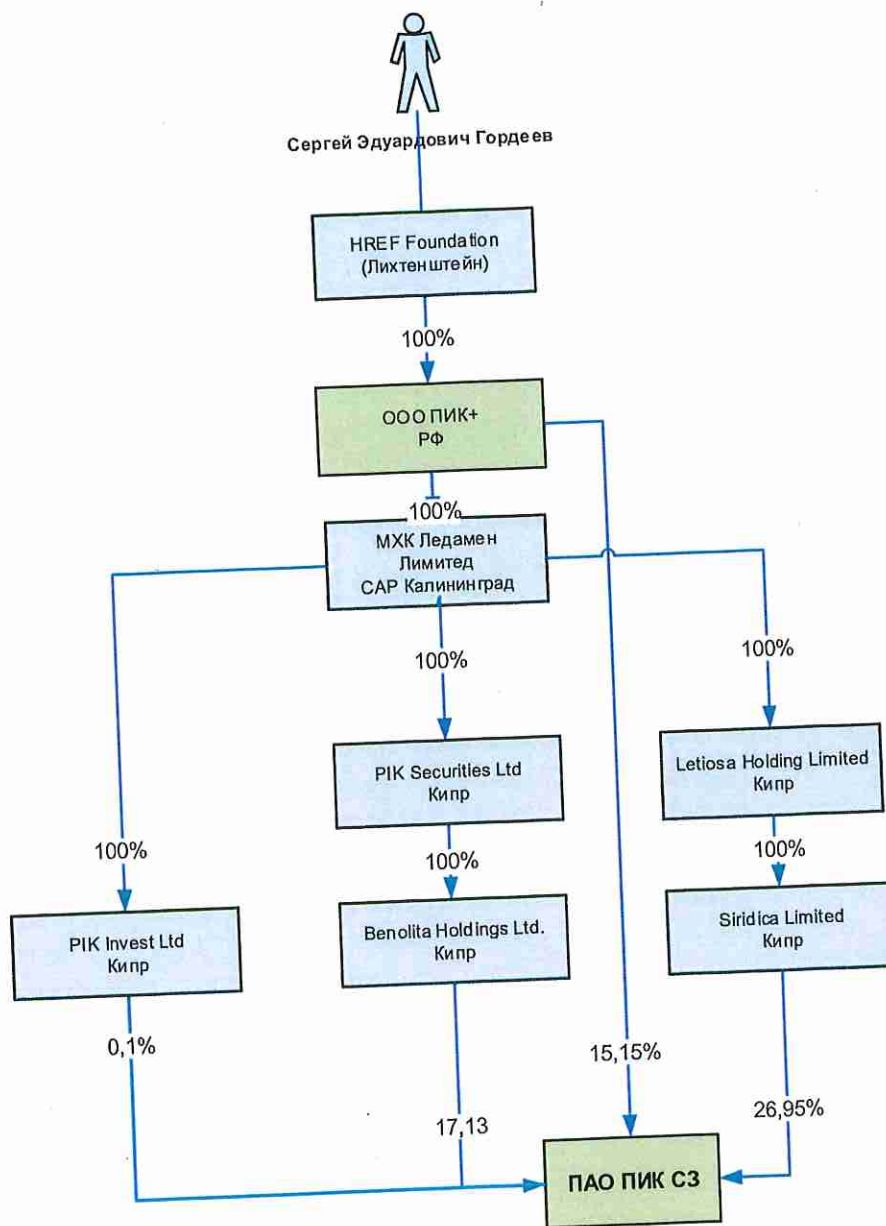 Сергей Эдуардович Гордеев
HREF Foundation
(Лихтенштейн)
100%
ООО ПИК+
РФ
100%
МХК Ледамен
Лимитед
САР Калининград
100%
100%
PIK Securities Ltd
Кипр
Letiosa Holding Limited
Кипр
100%
100%
100%
PIK Invest Ltd
Кипр
Benolita Holdings Ltd.
Кипр
Siridica Limited
Кипр
0,1%
15,15%
17,13
26,95%
ПАО ПИК СЗ